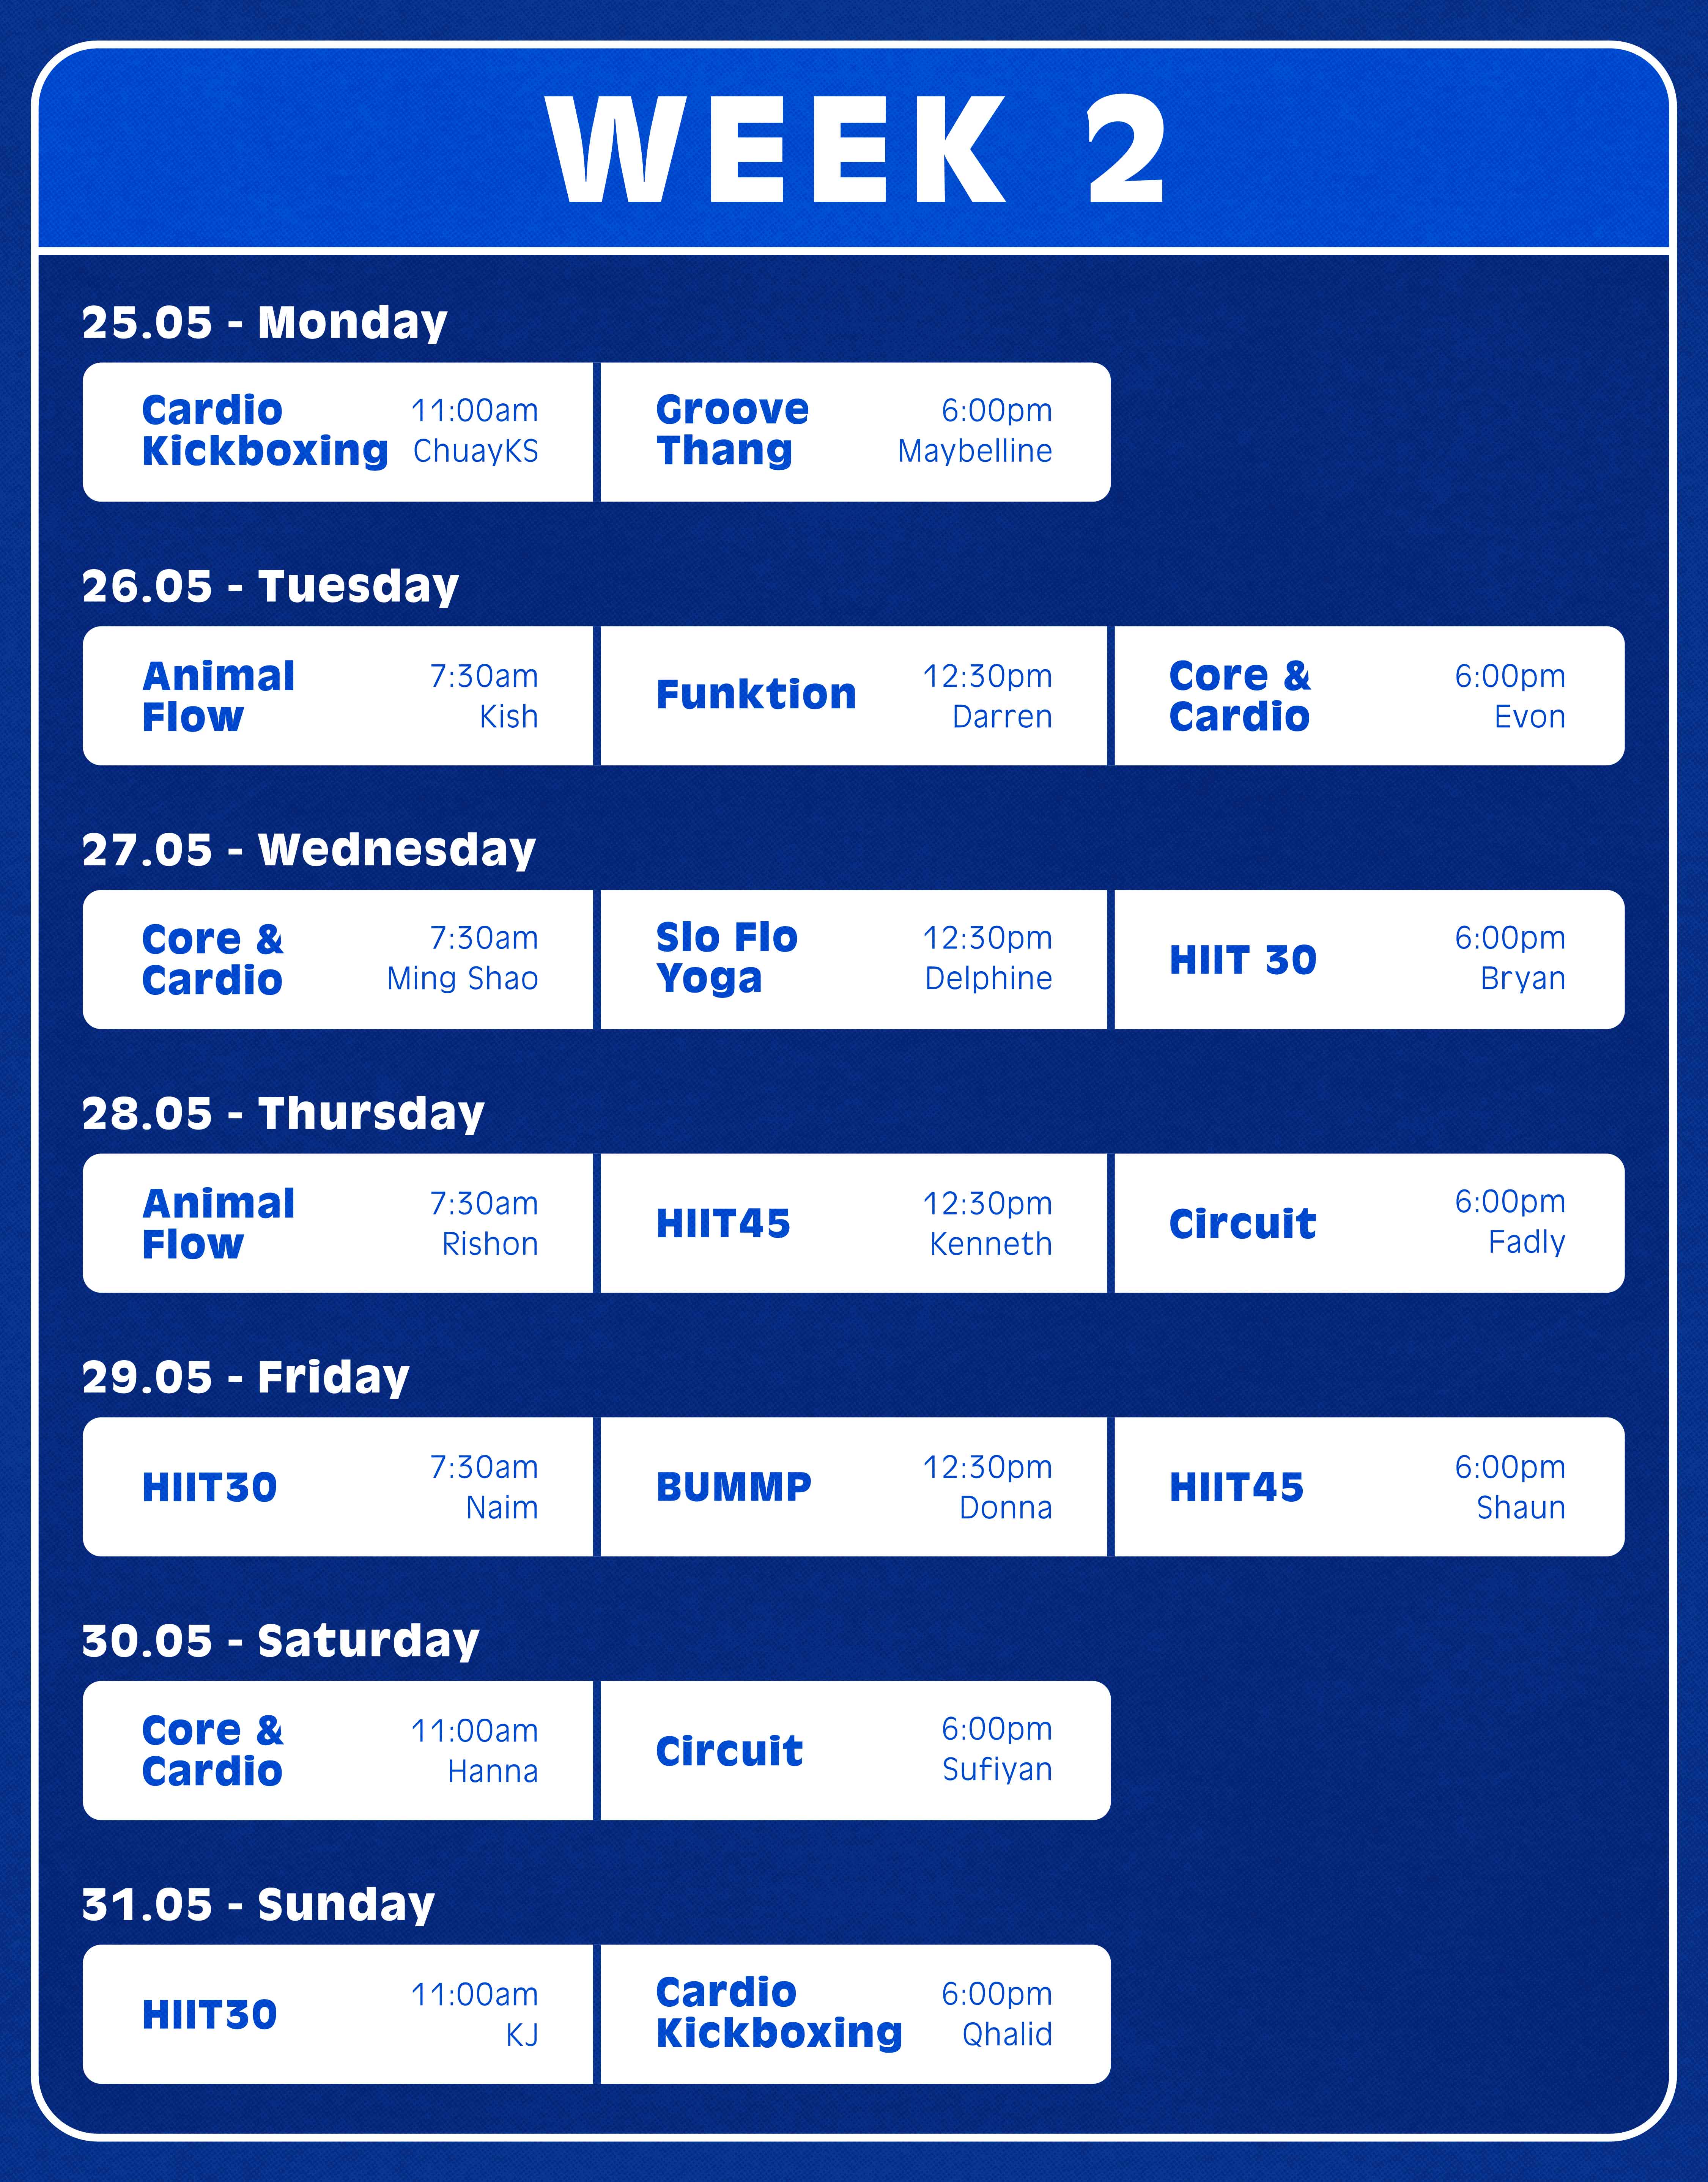 WEEK 2
25.05 - Monday
Cardio
Kickboxing
11:00am
ChuayKS
Groove
Thang
6:00pm
Maybelline
26.05 - Tuesday
Animal
Flow
7:30am
Kish
Funktion
12:30pm
Darren
Core &
Cardio
6:00pm
Evon
27.05 - Wednesday
Core &
Cardio
7:30am
Ming Shao
Slo Flo
Yoga
12:30pm
Delphine
HIIT 30
6:00pm
Bryan
28.05 - Thursday
Animal
Flow
7:30am
Rishon
HIIT45
12:30pm
Kenneth
Circuit
6:00pm
Fadly
29.05 - Friday
HIIT30
7:30am
Naim
BUMMP
12:30pm
Donna
HIIT45
6:00pm
Shaun
30.05 - Saturday
Core &
Cardio
11:00am
Hanna
Circuit
6:00pm
Sufiyan
31.05 - Sunday
HIIT30
11:00am
KJ
Cardio
Kickboxing
6:00pm
Qhalid